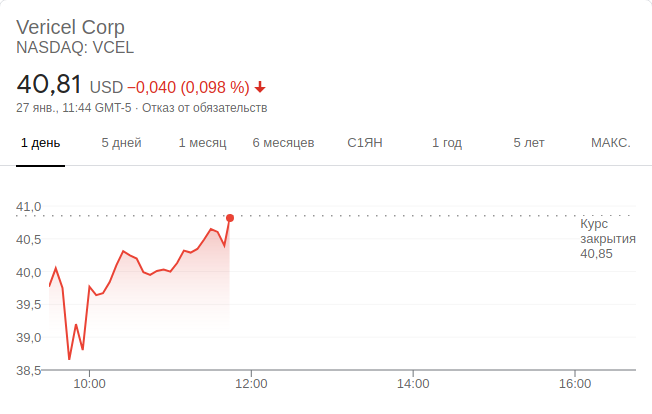 Vericel Corp
NASDAQ: VCEL
40,81 USD −0,040 (0,098 %)
27 янв., 11:44 GMT-5 · Отказ от обязательств
1 день 5 дней 1 месяц 6 месяцев С1ЯН 1 год 5 лет МАКС.
41,0
Курс
закрытия
40,85
40,5
40,0
39,5
39,0
38,5
10:00 12:00 14:00 16:00